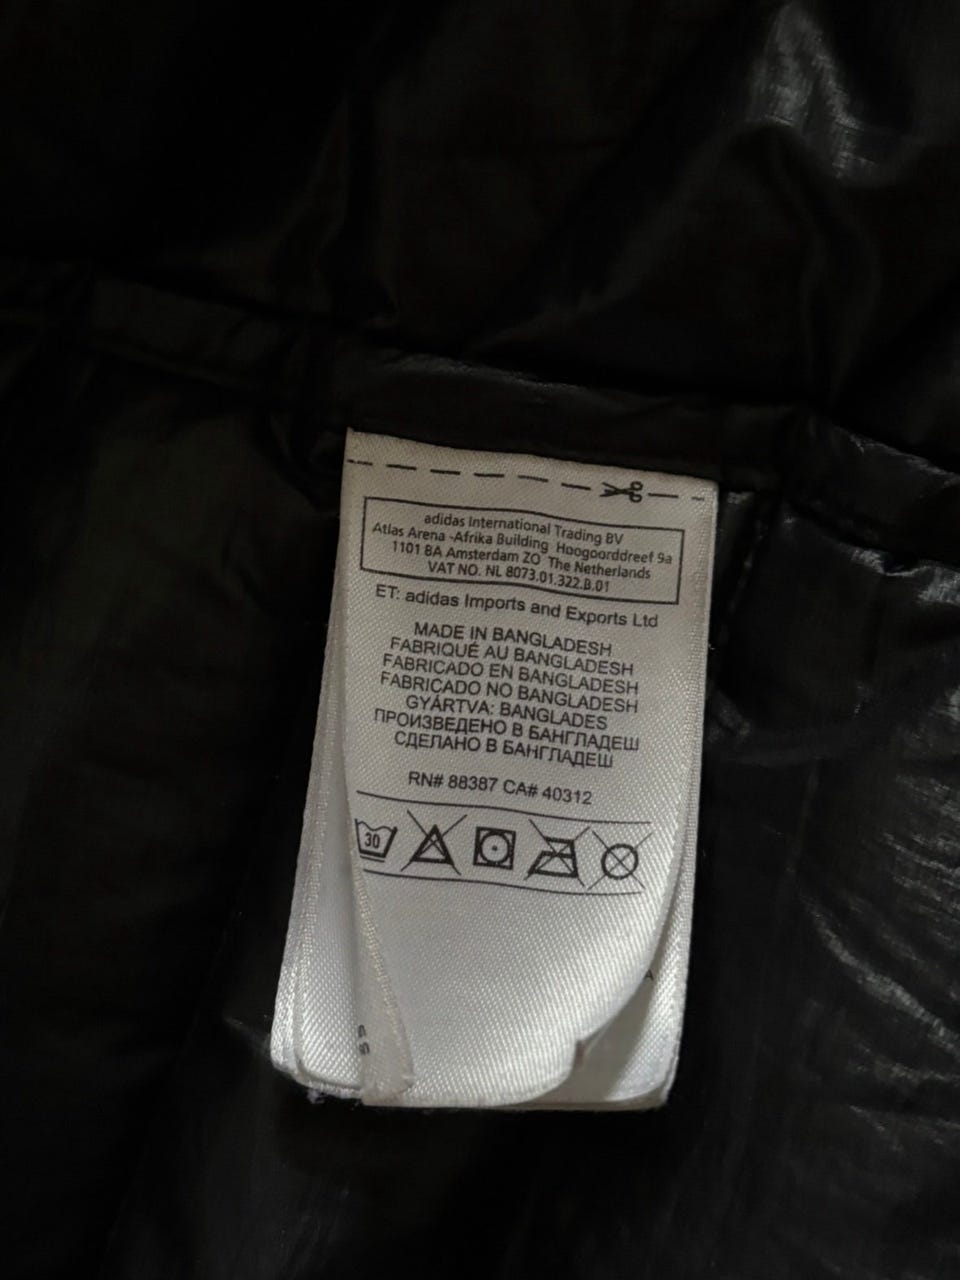 adidas International Trading BV
Atlas Arena -Afrika Building Hoogoorddreef 9a
1101 BA Amsterdam ZO The Netherlands
VAT NO. NL 8073.01.322.B.01
ET: adidas Imports and Exports Ltd
MADE IN BANGLADESH
FABRIQUÉ AU BANGLADESH
FABRICADO EN BANGLADESH
FABRICADO NO BANGLADESH
GYÁRTVA: BANGLADES
ПРОИЗВЕДЕНО В БАНГЛАДЕШ
СДЕЛАНО В БАНГЛАДЕШ
RN# 88387 CA# 40312
30